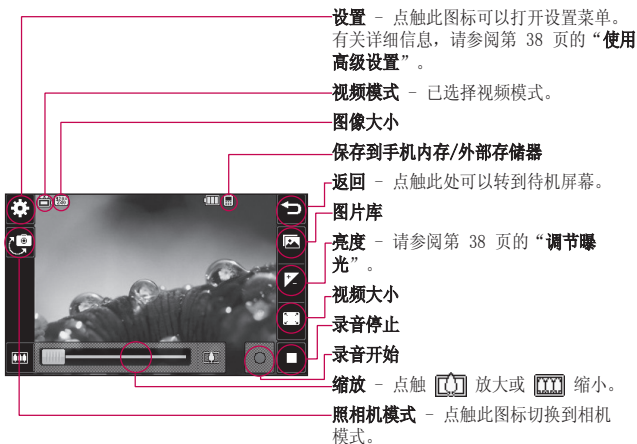 设置 - 点触此图标可以打开设置菜单。
有关详细信息，请参阅第 38 页的“使用
高级设置”。
视频模式 - 已选择视频模式。
图像大小
保存到手机内存/外部存储器
返回 - 点触此处可以转到待机屏幕。
图片库
亮度 - 请参阅第 38 页的“调节曝
光”。
视频大小
录音停止
录音开始
缩放 - 点触 放大或 缩小。
照相机模式 - 点触此图标切换到相机
模式。